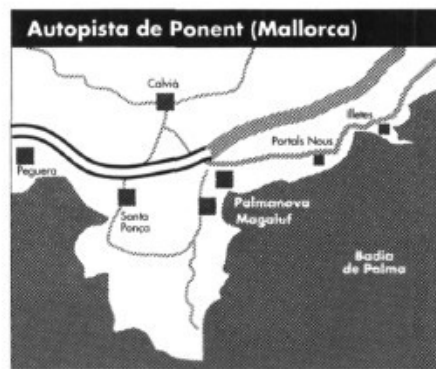 Autopista de Ponent (Mallorca)
Calvià
Illetes
Portals Nous
Peguera
Palmanova
Santa
Ponça
Magaluf
Badia
de Palma